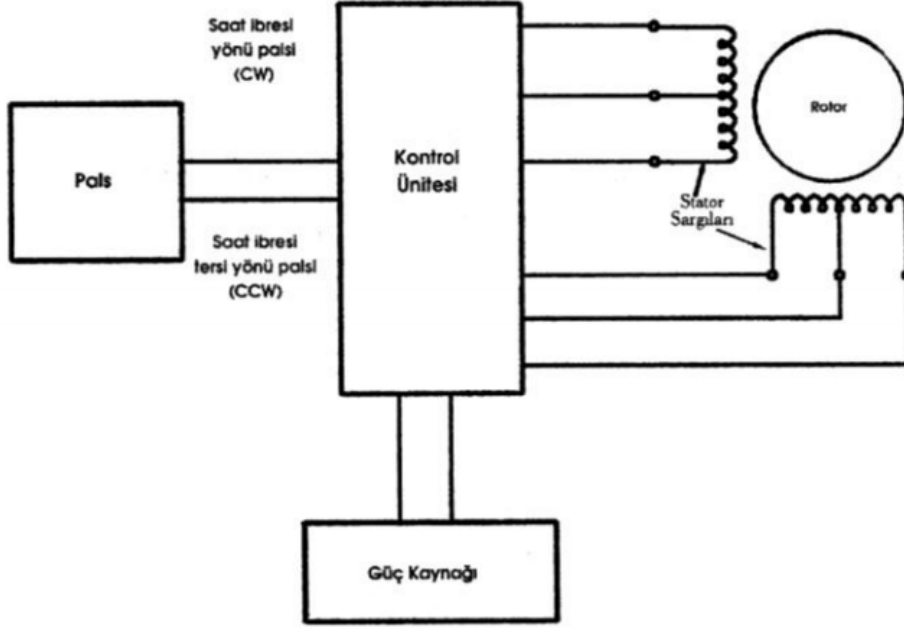 Saat ibresi
yönü palsi
(CW)
Pals
Kontrol
Ünitesi
Rotor
Stator
Sargıları
Saat ibresi
tersi yönü palsi
(CCW)
Güç Kaynağı